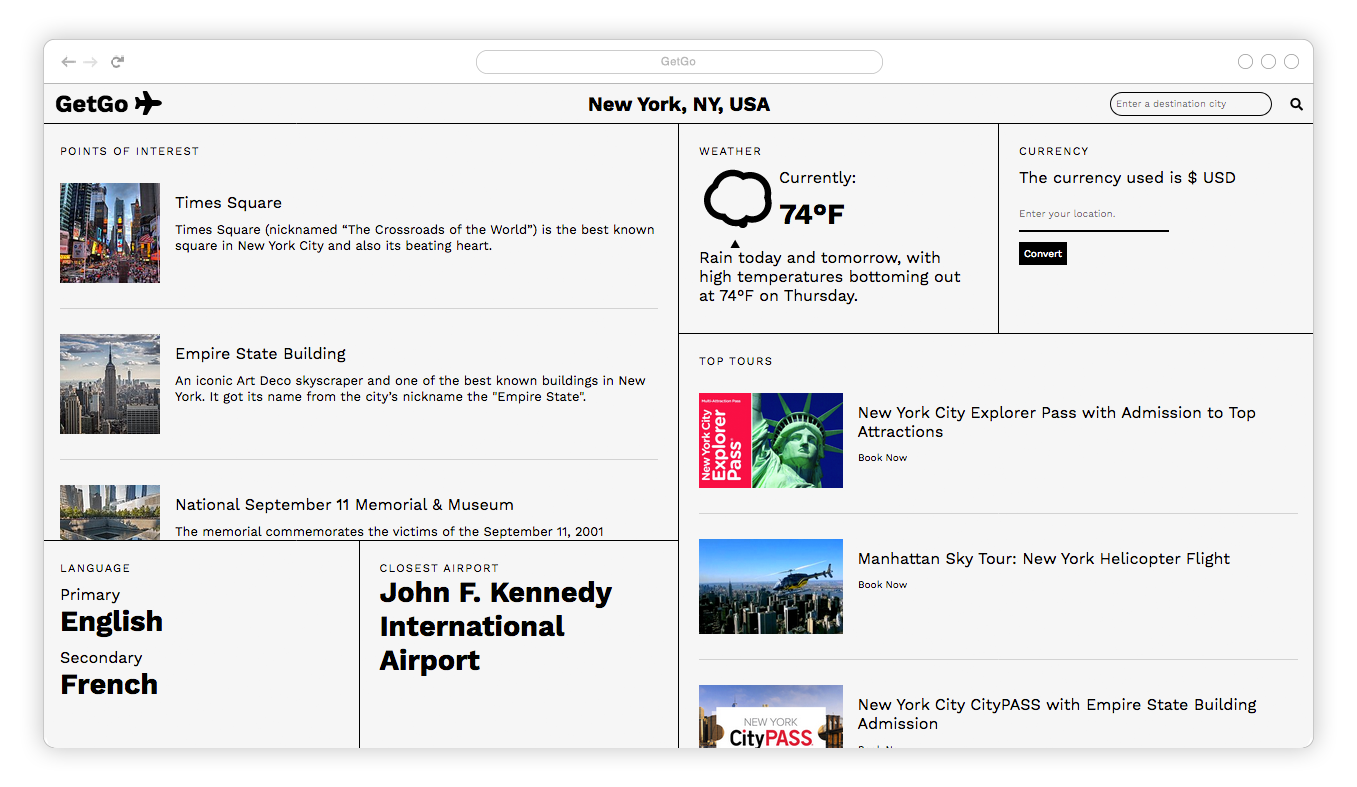 GetGo
GetGo
New York, NY, USA
Enter a destination city
POINTS OF INTEREST
Times Square
Times Square (nicknamed “The Crossroads of the World”) is the best known
square in New York City and also its beating heart.
Empire State Building
An iconic Art Deco skyscraper and one of the best known buildings in New
York. It got its name from the city’s nickname the "Empire State".
National September 11 Memorial & Museum
The memorial commemorates the victims of the September 11, 2001
LANGUAGE
Primary
English
Secondary
French
CLOSEST AIRPORT
John F. Kennedy
International
Airport
WEATHER
Currently:
74ºF
Rain today and tomorrow, with
high temperatures bottoming out
at 74ºF on Thursday.
CURRENCY
The currency used is $ USD
Enter your location.
Convert
TOP TOURS
Multi-Attraction Pass
New York City
Explorer
Pass
New York City Explorer Pass with Admission to Top
Attractions
Book Now
Manhattan Sky Tour: New York Helicopter Flight
Book Now
NEW YORK
CityPASS
New York City CityPASS with Empire State Building
Admission